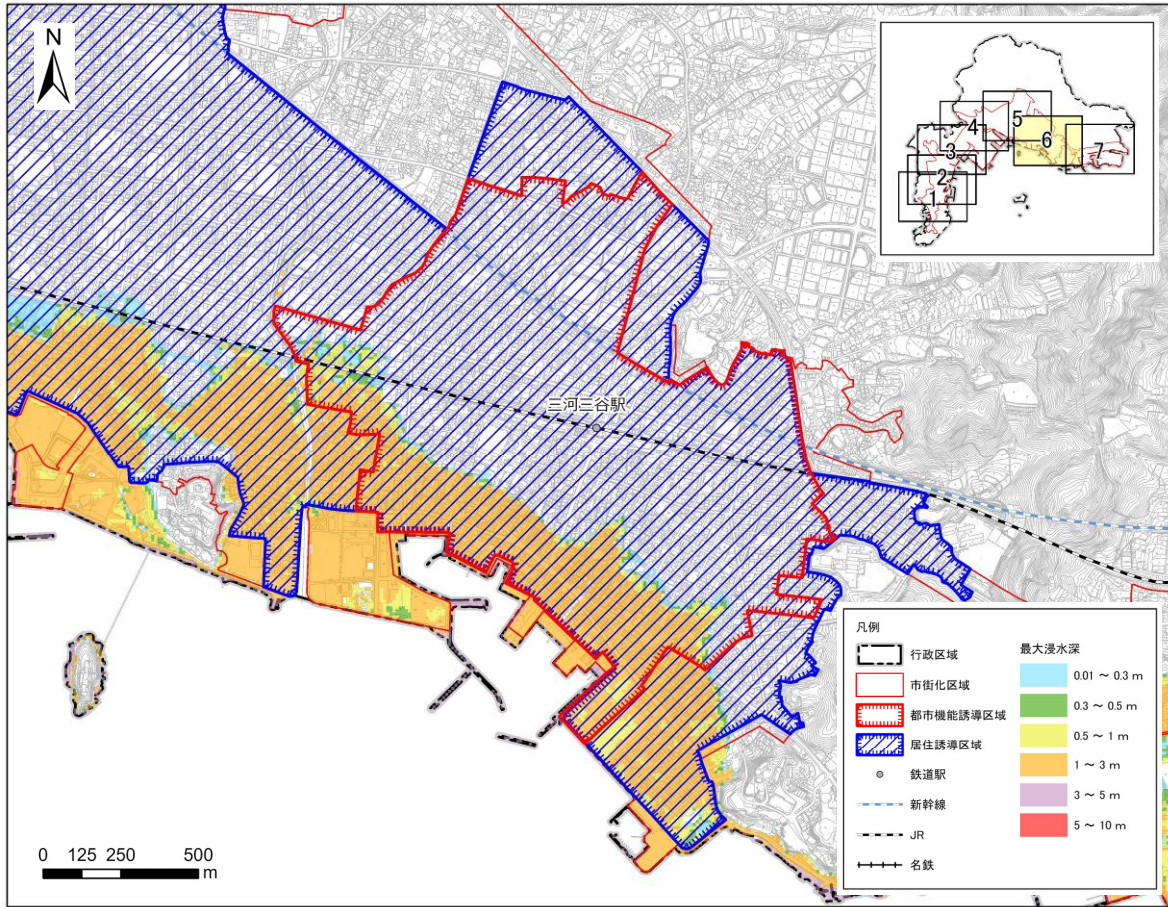 N
5
4
6
3
7
2
1
三河三谷駅
凡例
行政区域
市街化区域
都市機能誘導区域
居住誘導区域
鉄道駅
新幹線
JR
名鉄
最大浸水深
0.01 ～ 0.3 m
0.3 ～ 0.5 m
0.5 ～ 1 m
1 ～ 3 m
3 ～ 5 m
5 ～ 10 m
0 125 250 500
m